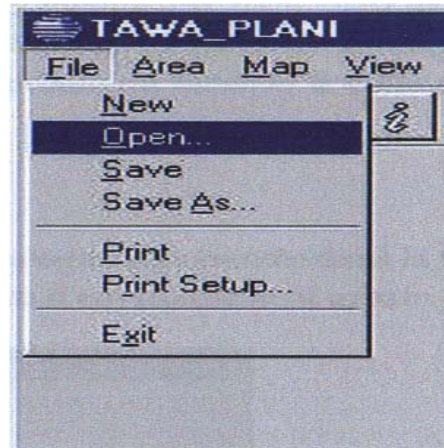 TAWA_PLANI
File Area Map View
New
Open...
Save
Save As...
Print
Print Setup...
Exit